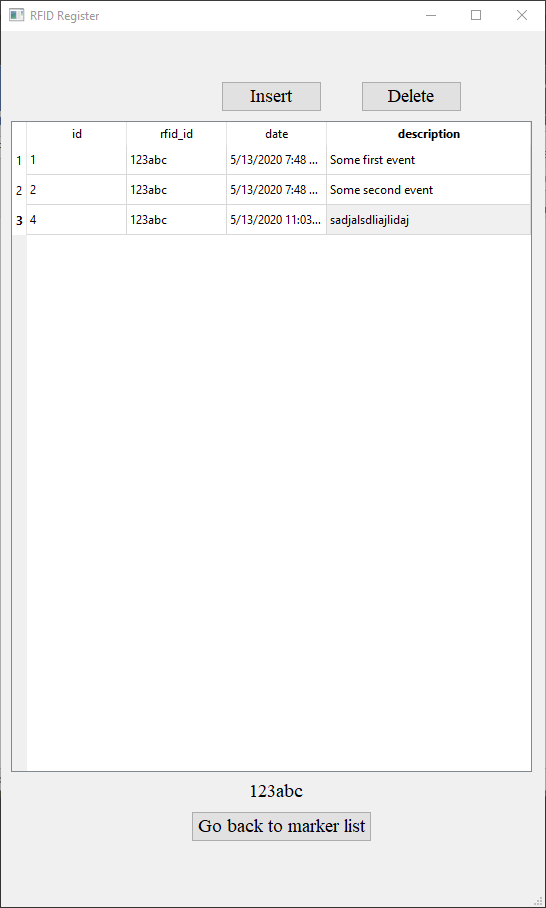 RFID Register
Insert Delete
id rfid_id date description
1 1 123abc 5/13/2020 7:48 ... Some first event
2 2 123abc 5/13/2020 7:48 ... Some second event
3 4 123abc 5/13/2020 11:03... sadjalsdliajlidaj
123abc
Go back to marker list